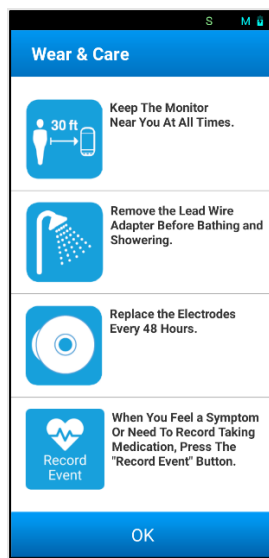 S M
Wear & Care
30 ft
Keep The Monitor
Near You At All Times.
Remove the Lead Wire
Adapter Before Bathing and
Showering.
Replace the Electrodes
Every 48 Hours.
Record
Event
When You Feel a Symptom
Or Need To Record Taking
Medication, Press The
"Record Event" Button.
OK